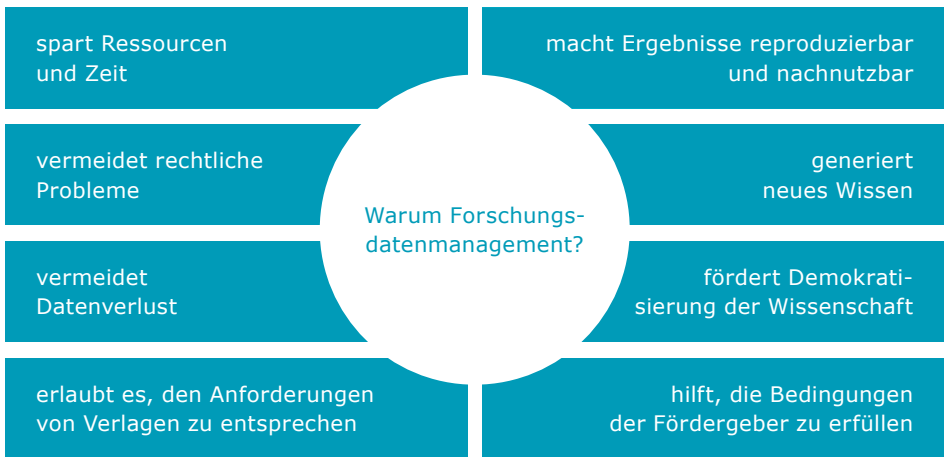 spart Ressourcen
und Zeit
macht Ergebnisse reproduzierbar
und nachnutzbar
vermeidet rechtliche
Probleme
generiert
neues Wissen
Warum Forschungs-
datenmanagement?
vermeidet
Datenverlust
fördert Demokrati-
sierung der Wissenschaft
erlaubt es, den Anforderungen
von Verlagen zu entsprechen
hilft, die Bedingungen
der Fördergeber zu erfüllen